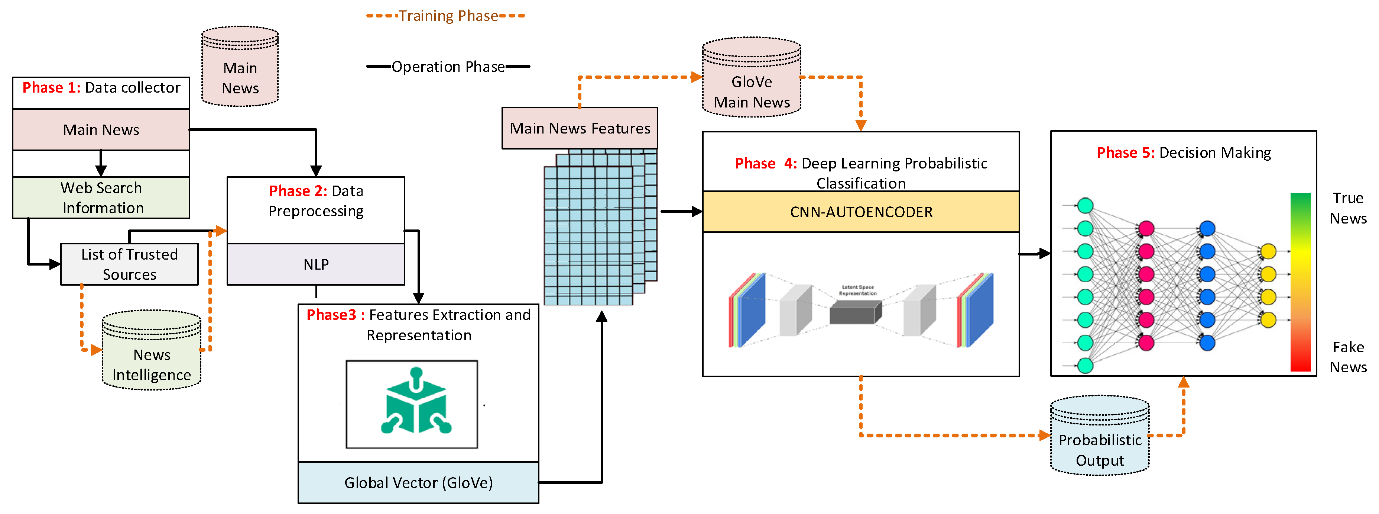 Training Phase
Operation Phase
Main
News
Phase 1: Data collector
Main News
Web Search
Information
List of Trusted
Sources
News
Intelligence
Phase 2: Data
Preprocessing
NLP
Phase3 : Features Extraction and
Representation
Global Vector (GloVe)
Main News Features
GloVe
Main News
Phase 4: Deep Learning Probabilistic
Classification
CNN-AUTOENCODER
Latent Space
Representation
Phase 5: Decision Making
True
News
Fake
News
Probabilistic
Output